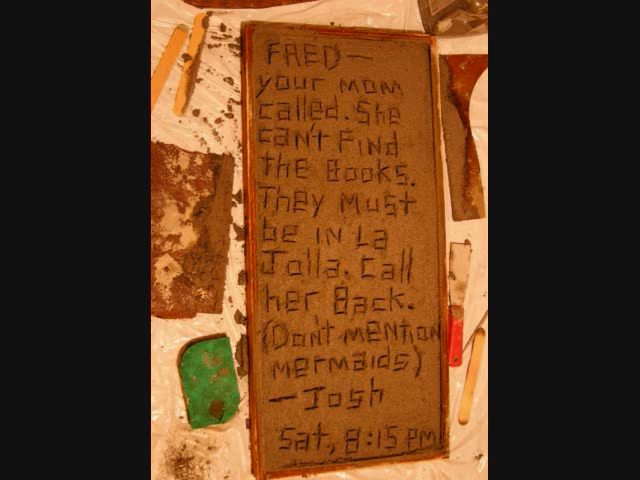 FRED—
your mom
called. She
can't Find
the Books.
They Must
be IN La
Jolla. Call
her Back.
(Don't mention
mermaids)
—Josh
Sat, 8:15 PM